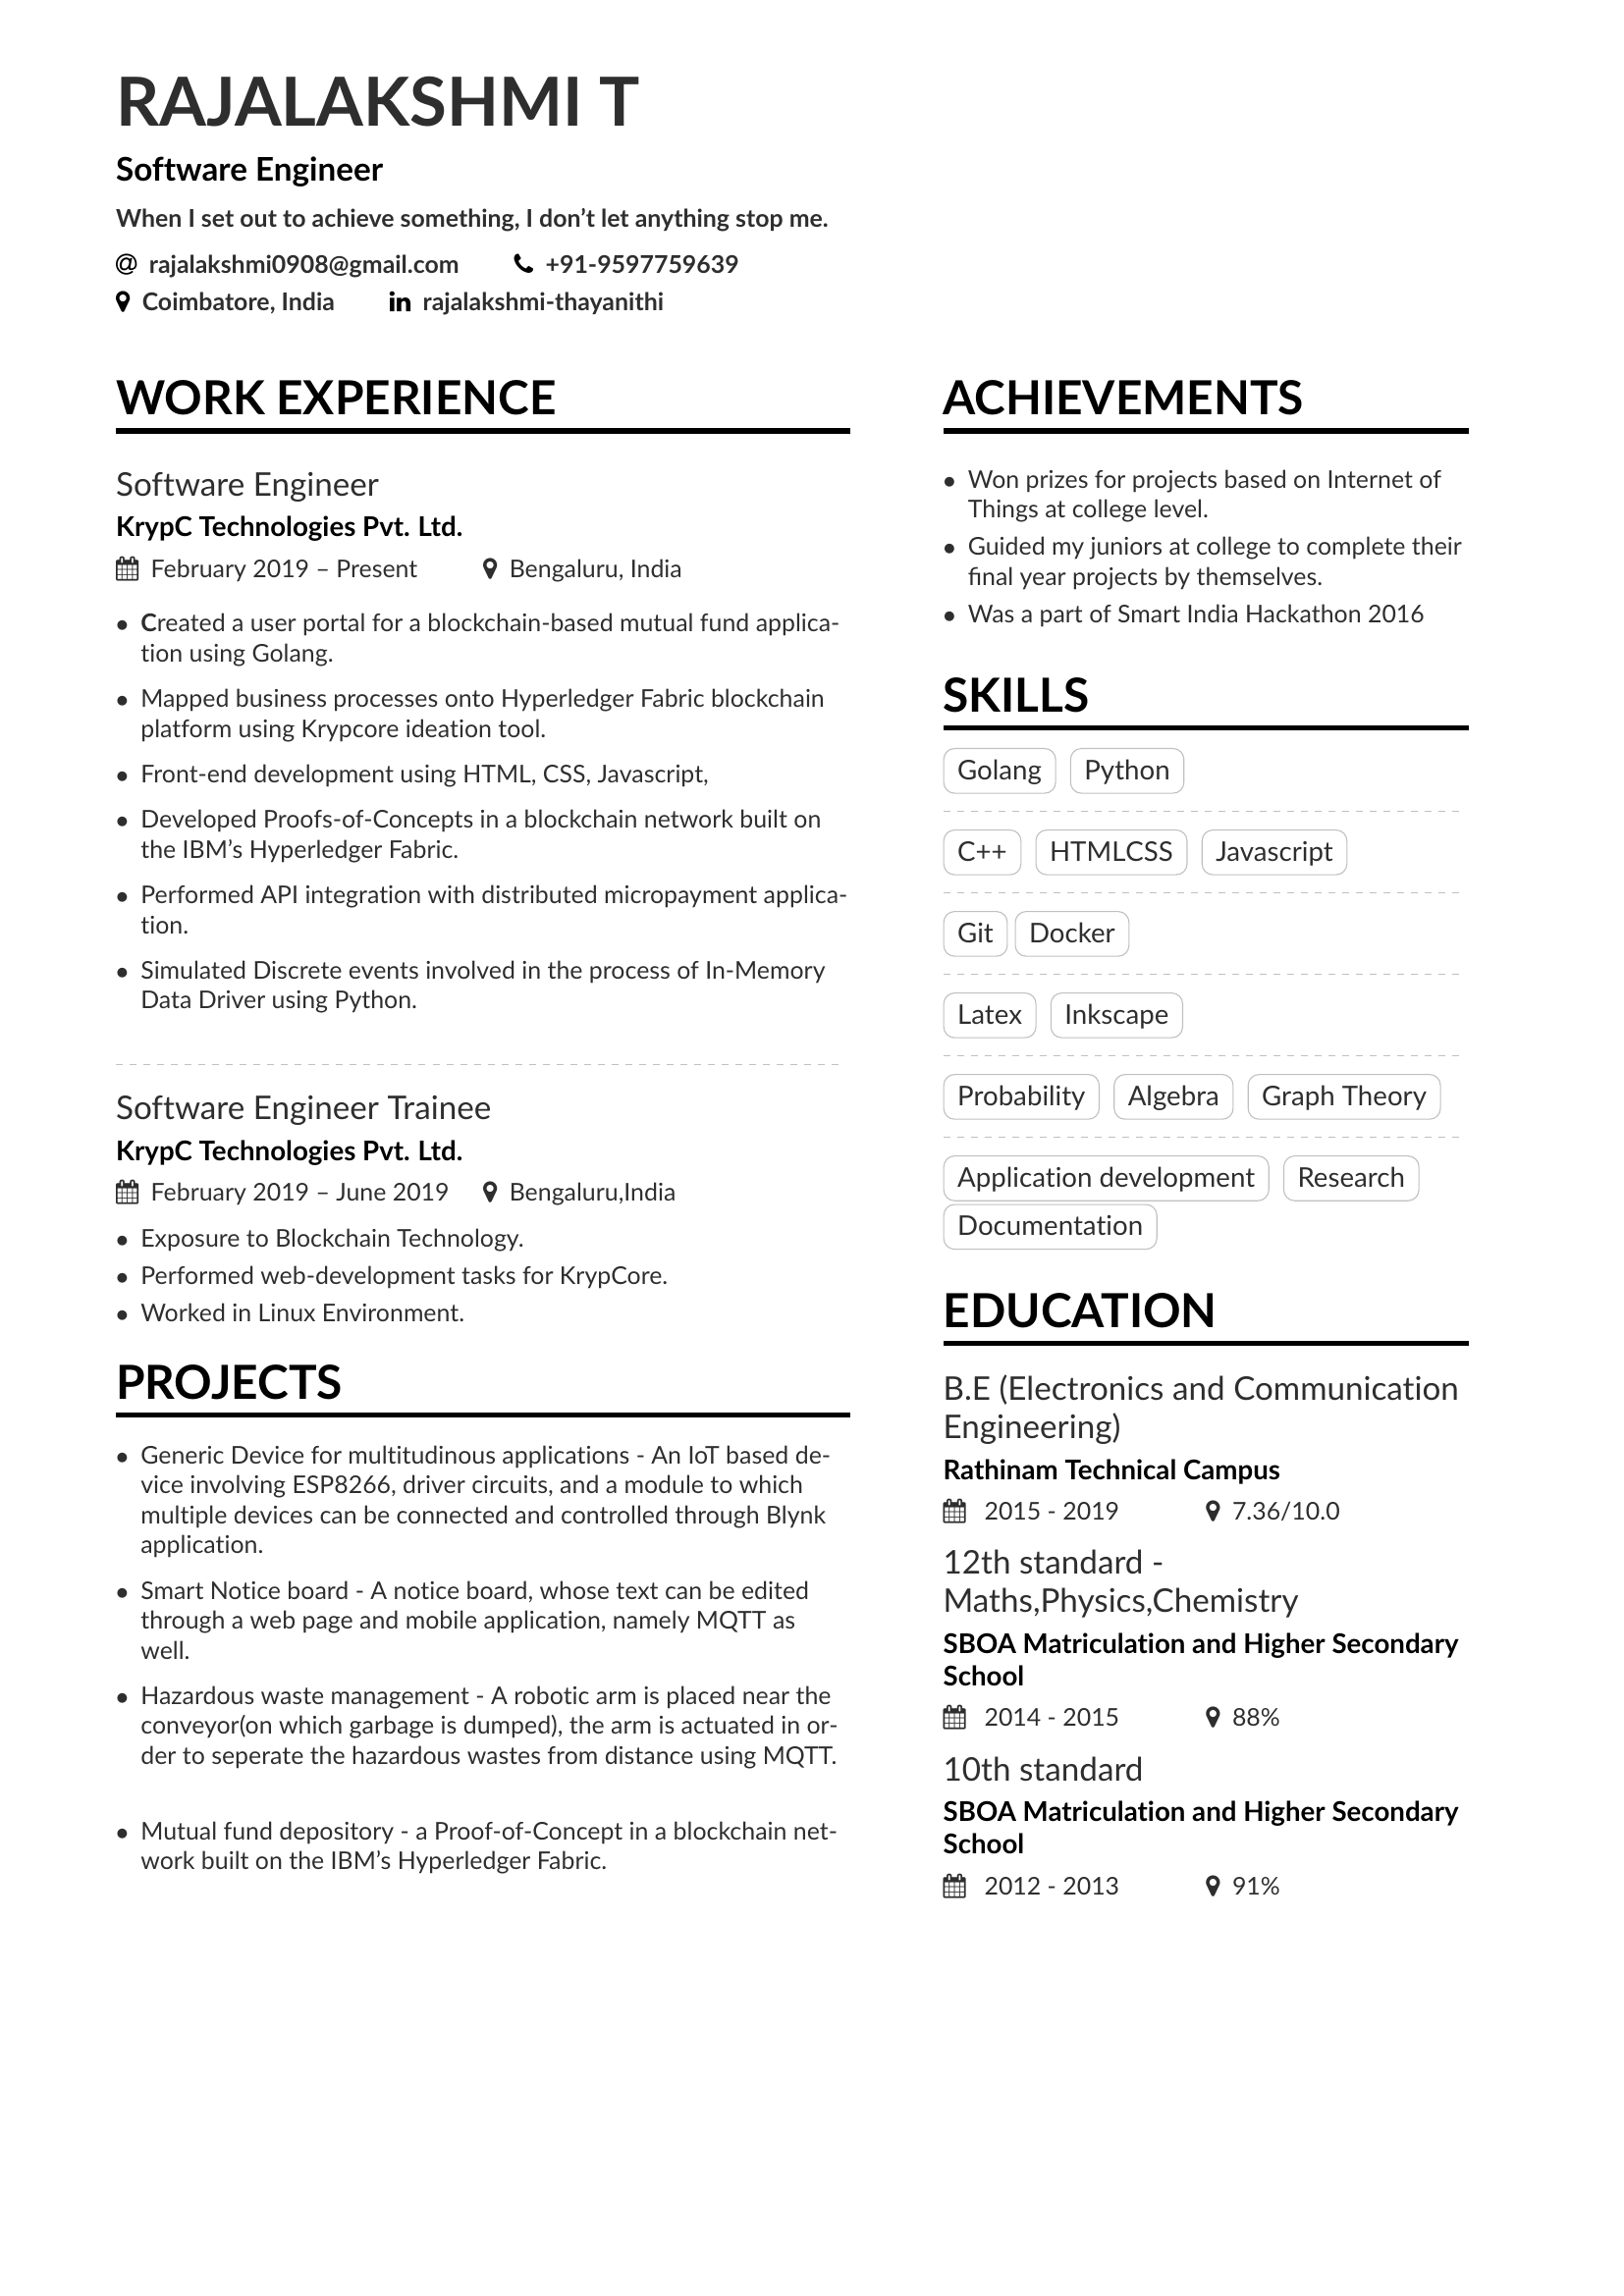 RAJALAKSHMI T
Software Engineer
When I set out to achieve something, I don’t let anything stop me.
rajalakshmi0908@gmail.com +91-9597759639
Coimbatore, India in rajalakshmi-thayanithi
WORK EXPERIENCE
Software Engineer
KrypC Technologies Pvt. Ltd.
February 2019 – Present Bengaluru, India
• Created a user portal for a blockchain-based mutual fund applica-
tion using Golang.
• Mapped business processes onto Hyperledger Fabric blockchain
platform using Krypcore ideation tool.
• Front-end development using HTML, CSS, Javascript,
• Developed Proofs-of-Concepts in a blockchain network built on
the IBM’s Hyperledger Fabric.
• Performed API integration with distributed micropayment applica-
tion.
• Simulated Discrete events involved in the process of In-Memory
Data Driver using Python.
Software Engineer Trainee
KrypC Technologies Pvt. Ltd.
February 2019 – June 2019 Bengaluru,India
• Exposure to Blockchain Technology.
• Performed web-development tasks for KrypCore.
• Worked in Linux Environment.
PROJECTS
• Generic Device for multitudinous applications - An IoT based de-
vice involving ESP8266, driver circuits, and a module to which
multiple devices can be connected and controlled through Blynk
application.
• Smart Notice board - A notice board, whose text can be edited
through a web page and mobile application, namely MQTT as
well.
• Hazardous waste management - A robotic arm is placed near the
conveyor(on which garbage is dumped), the arm is actuated in or-
der to seperate the hazardous wastes from distance using MQTT.
• Mutual fund depository - a Proof-of-Concept in a blockchain net-
work built on the IBM’s Hyperledger Fabric.
ACHIEVEMENTS
• Won prizes for projects based on Internet of
Things at college level.
• Guided my juniors at college to complete their
final year projects by themselves.
• Was a part of Smart India Hackathon 2016
SKILLS
Golang Python
C++ HTMLCSS Javascript
Git Docker
Latex Inkscape
Probability Algebra Graph Theory
Application development Research
Documentation
EDUCATION
B.E (Electronics and Communication
Engineering)
Rathinam Technical Campus
2015 - 2019 7.36/10.0
12th standard -
Maths,Physics,Chemistry
SBOA Matriculation and Higher Secondary
School
2014 - 2015 88%
10th standard
SBOA Matriculation and Higher Secondary
School
2012 - 2013 91%